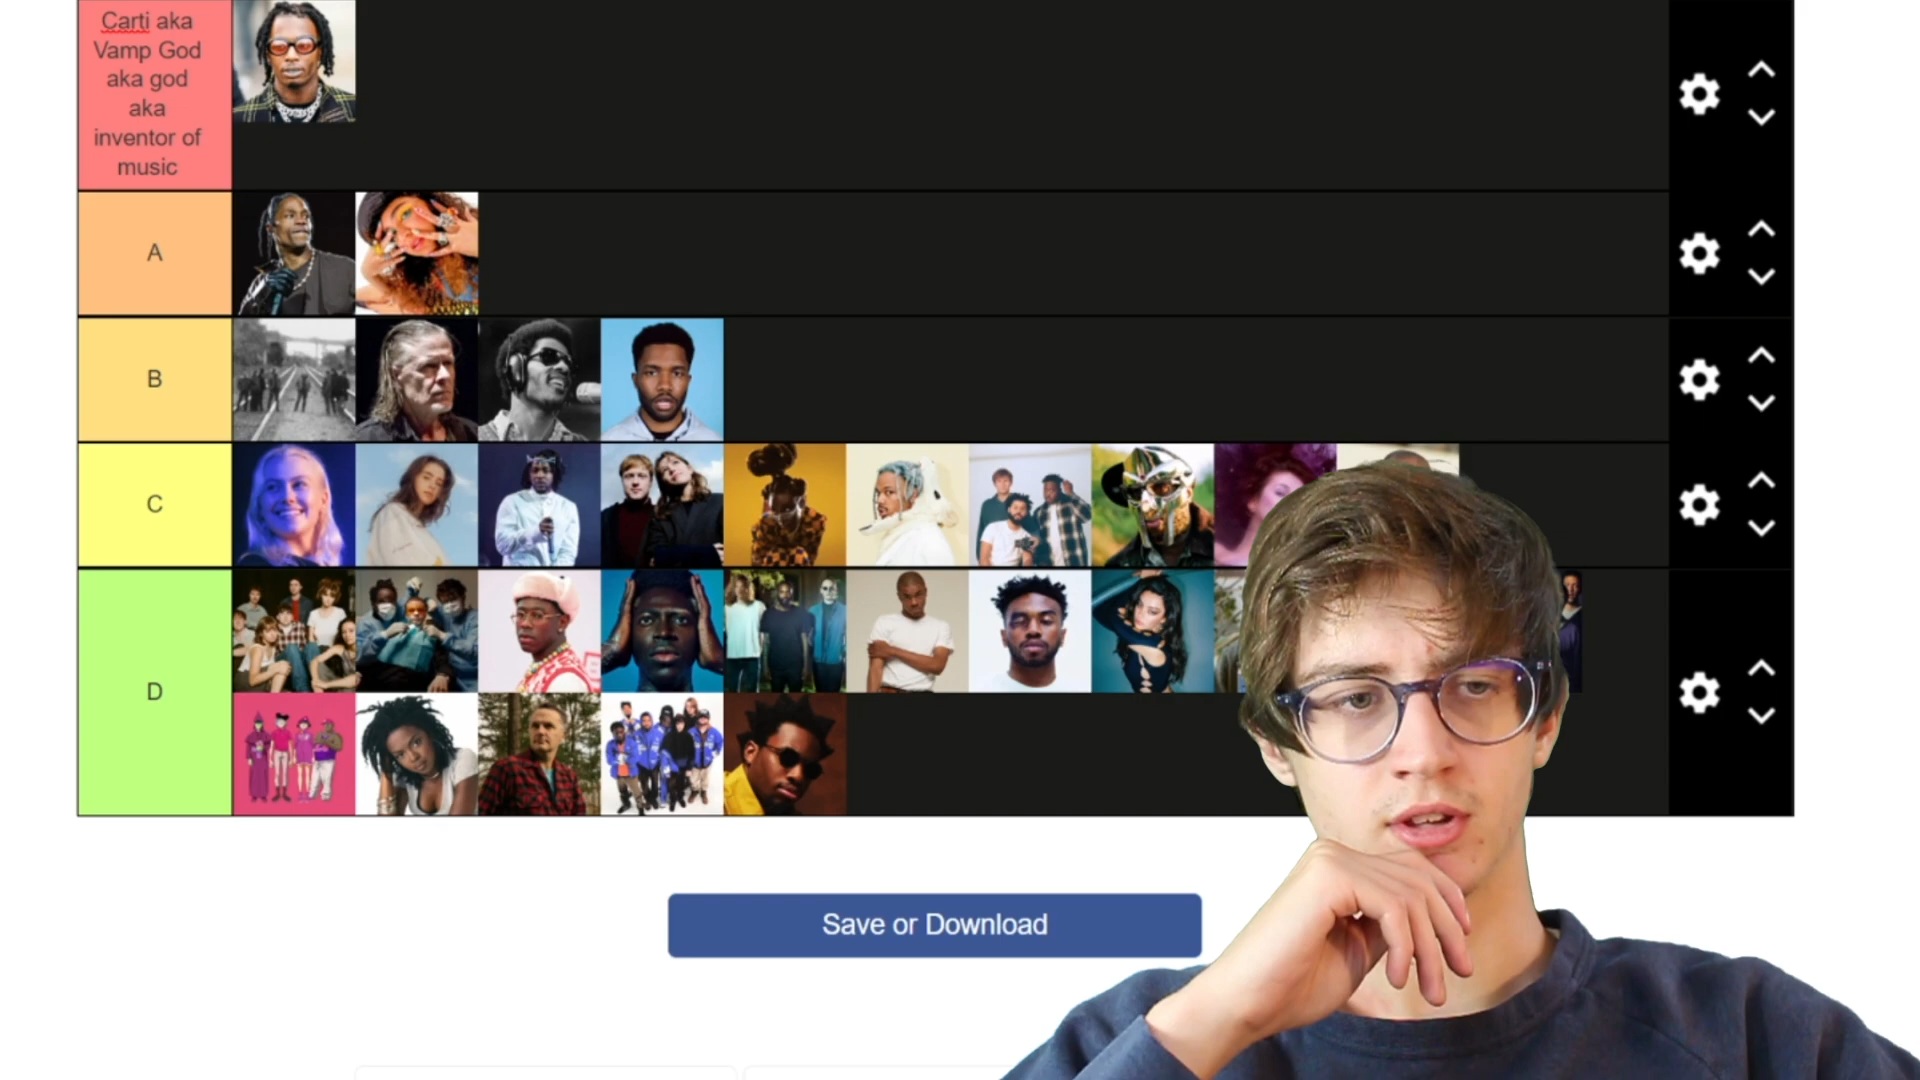 Carti aka
Vamp God
aka god
aka
inventor of
music
A
B
C
D
Save or Download